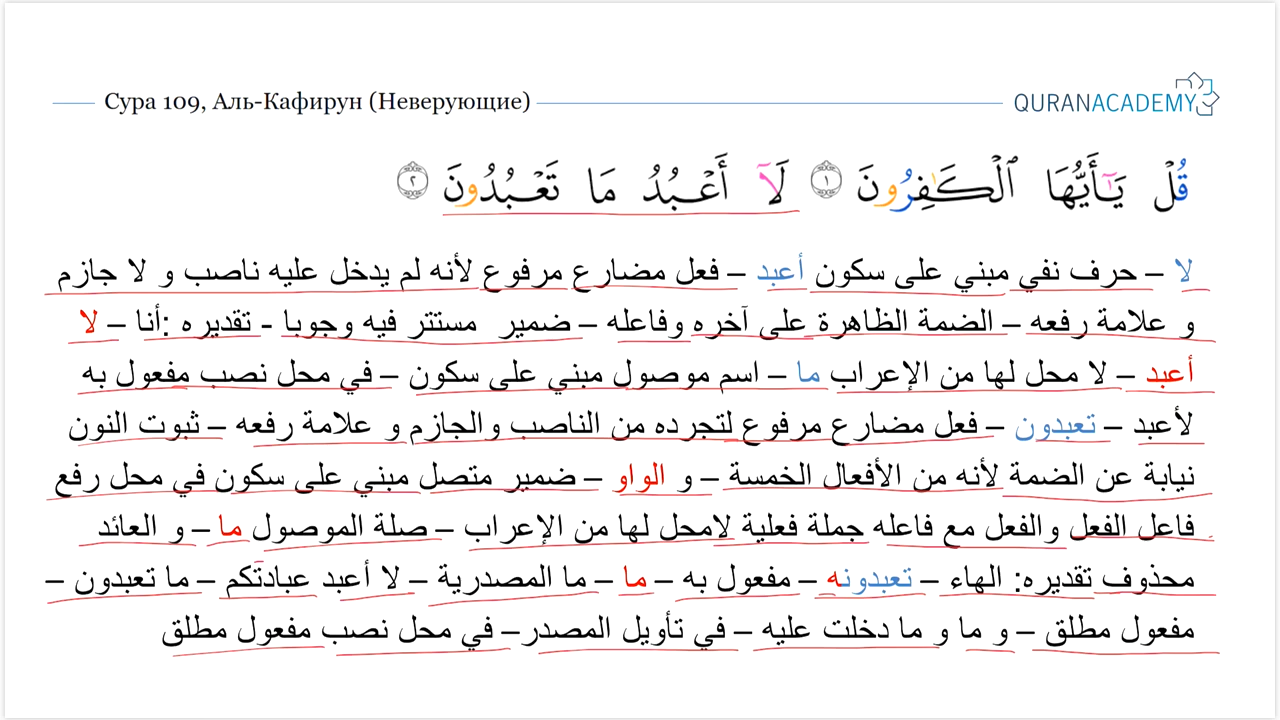 Сура 109, Аль-Кафирун (Неверующие)
QURANACADEMY
قُلْ يَـٰٓأَيُّهَا ٱلْكَـٰفِرُونَ ١ لَآ أَعْبُدُ مَا تَعْبُدُونَ ٢
لا – حرف نفي مبني على سكون أعبد – فعل مضارع مرفوع لأنه لم يدخل عليه ناصب و لا جازم
و علامة رفعه – الضمة الظاهرة على آخره وفاعله – ضمير مستتر فيه وجوبا - تقديره :أنا – لا
أعبد – لا محل لها من الإعراب ما – اسم موصول مبني على سكون – في محل نصب مفعول به
لأعبد – تعبدون – فعل مضارع مرفوع لتجرده من الناصب والجازم و علامة رفعه – ثبوت النون
نيابة عن الضمة لأنه من الأفعال الخمسة – و الواو – ضمير متصل مبني على سكون في محل رفع
فاعل الفعل والفعل مع فاعله جملة فعلية لامحل لها من الإعراب – صلة الموصول ما – و العائد
محذوف تقديره: الهاء – تعبدونه – مفعول به – ما – ما المصدرية – لا أعبد عبادتكم – ما تعبدون –
مفعول مطلق – و ما و ما دخلت عليه – في تأويل المصدر– في محل نصب مفعول مطلق